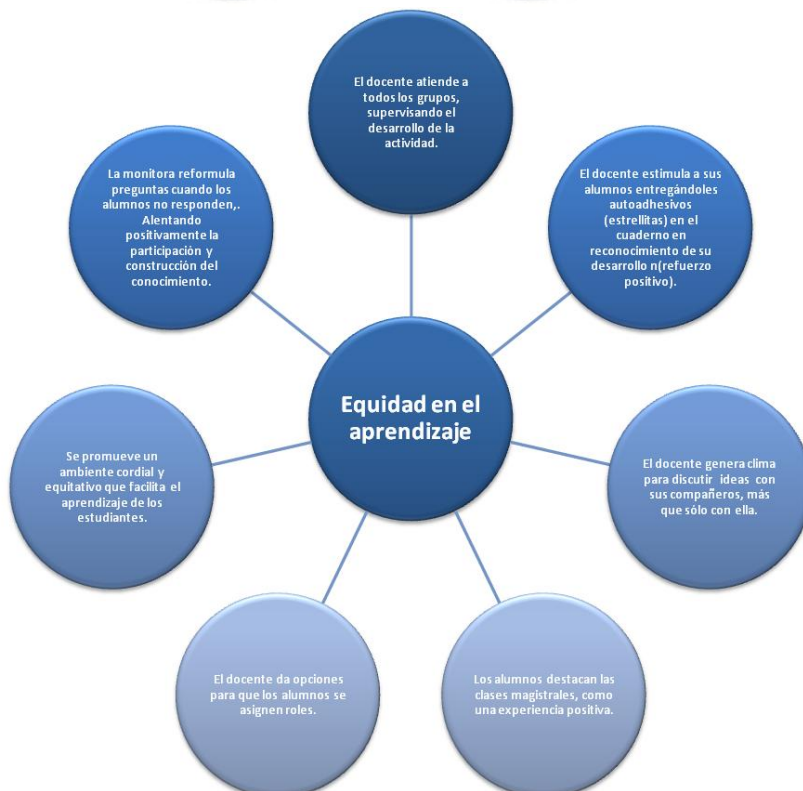 El docente atiende a
todos los grupos,
supervisando el
desarrollo de la
actividad.
La monitora reformula
preguntas cuando los
alumnos no responden,.
Alentando
positivamente la
participación y
construcción del
conocimiento.
El docente estimula a sus
alumnos entregándoles
autoadhesivos
(estrellitas) en el
cuaderno en
reconocimiento de su
desarrollo n(refuerzo
positivo).
Equidad en el
aprendizaje
Se promueve un
ambiente cordial y
equitativo que facilita el
aprendizaje de los
estudiantes.
El docente genera clima
para discutir ideas con
sus compañeros, más
que sólo con ella.
El docente da opciones
para que los alumnos se
asignen roles.
Los alumnos destacan las
clases magistrales, como
una experiencia positiva.